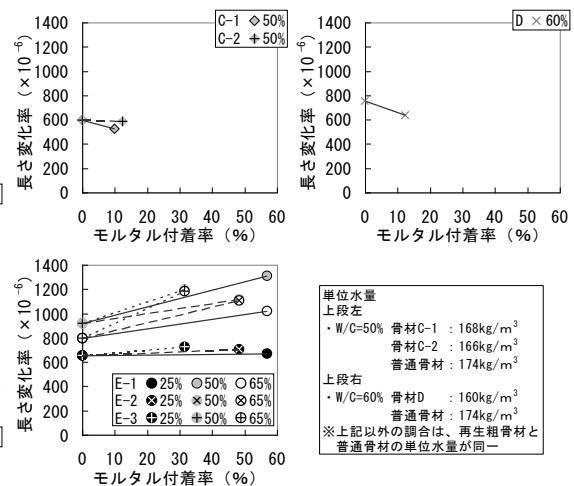 C-1 50%
C-2 50%
長さ変化率 (×10⁻⁶)
1400
1200
1000
800
600
400
200
0
0 10 20 30 40 50 60
モルタル付着率 (%)
D 60%
長さ変化率 (×10⁻⁶)
1400
1200
1000
800
600
400
200
0
0 10 20 30 40 50 60
モルタル付着率 (%)
長さ変化率 (×10⁻⁶)
1400
1200
1000
800
600
400
200
0
E-1 25% 50% 65%
E-2 25% 50% 65%
E-3 25% 50% 65%
0 10 20 30 40 50 60
モルタル付着率 (%)
単位水量
上段左
・W/C=50% 骨材C-1 : 168kg/m³
骨材C-2 : 166kg/m³
普通骨材 : 174kg/m³
上段右
・W/C=60% 骨材D : 160kg/m³
普通骨材 : 174kg/m³
※上記以外の調合は、再生粗骨材と
普通骨材の単位水量が同一